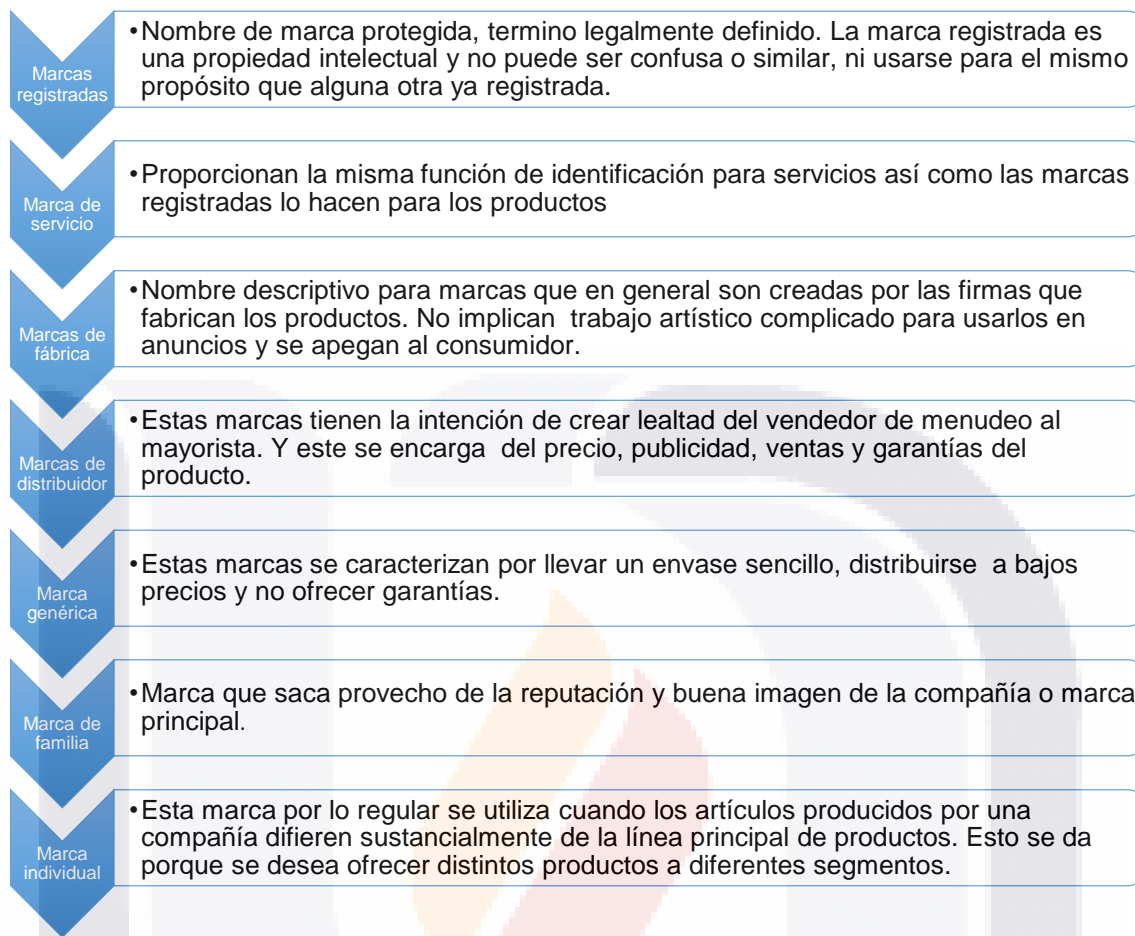 Marcas
registradas
•Nombre de marca protegida, termino legalmente definido. La marca registrada es
una propiedad intelectual y no puede ser confusa o similar, ni usarse para el mismo
propósito que alguna otra ya registrada.
Marca de
servicio
•Proporcionan la misma función de identificación para servicios así como las marcas
registradas lo hacen para los productos
Marcas de
fábrica
•Nombre descriptivo para marcas que en general son creadas por las firmas que
fabrican los productos. No implican trabajo artístico complicado para usarlos en
anuncios y se apegan al consumidor.
Marcas de
distribuidor
•Estas marcas tienen la intención de crear lealtad del vendedor de menudeo al
mayorista. Y este se encarga del precio, publicidad, ventas y garantías del
producto.
Marca
genérica
•Estas marcas se caracterizan por llevar un envase sencillo, distribuirse a bajos
precios y no ofrecer garantías.
Marca de
familia
•Marca que saca provecho de la reputación y buena imagen de la compañía o marca
principal.
Marca
individual
•Esta marca por lo regular se utiliza cuando los artículos producidos por una
compañía difieren sustancialmente de la línea principal de productos. Esto se da
porque se desea ofrecer distintos productos a diferentes segmentos.